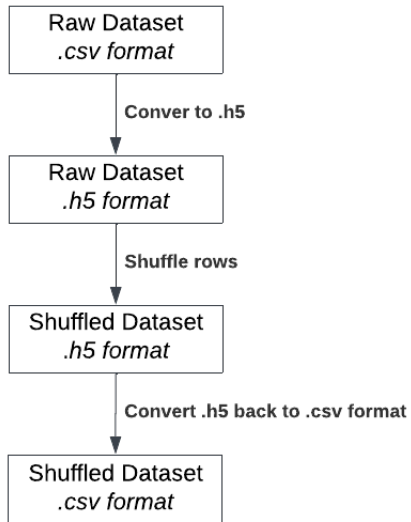 Raw Dataset
.csv format
Conver to .h5
Raw Dataset
.h5 format
Shuffle rows
Shuffled Dataset
.h5 format
Convert .h5 back to .csv format
Shuffled Dataset
.csv format